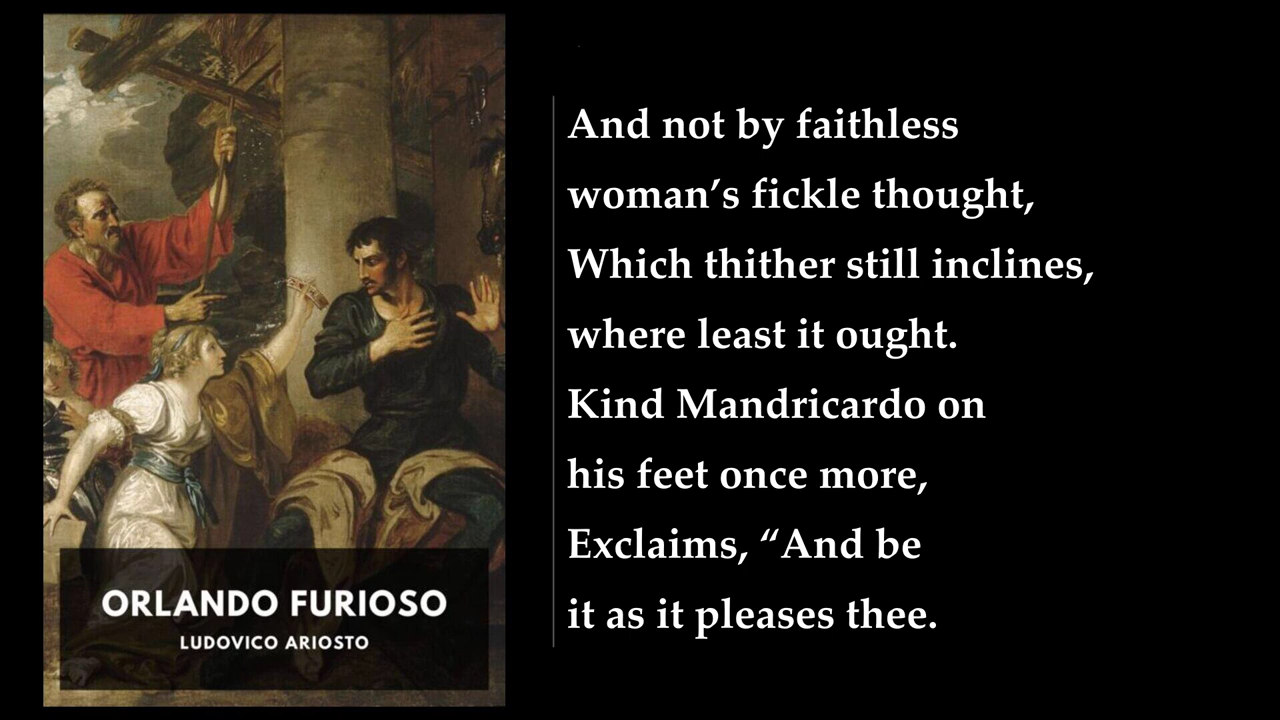 And not by faithless
woman’s fickle thought,
Which thither still inclines,
where least it ought.
Kind Mandricardo on
his feet once more,
Exclaims, “And be
it as it pleases thee.
ORLANDO FURIOSO
LUDOVICO ARIOSTO